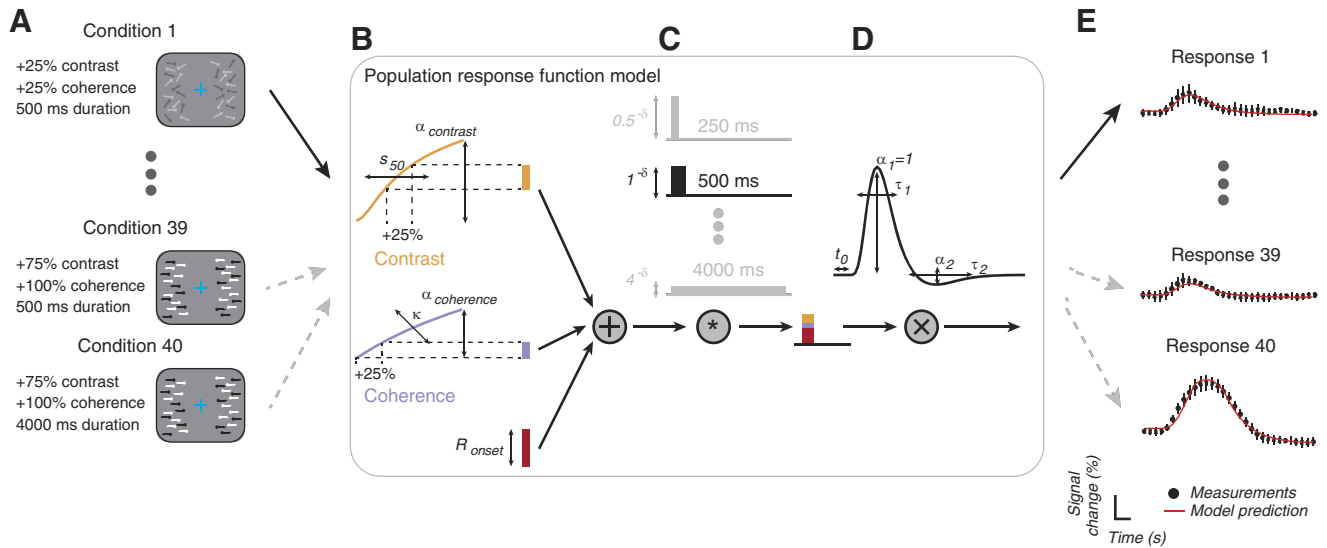 A
Condition 1
+25% contrast
+25% coherence
500 ms duration
Condition 39
+75% contrast
+100% coherence
500 ms duration
Condition 40
+75% contrast
+100% coherence
4000 ms duration
B
Population response function model
α contrast
s50
+25%
Contrast
α coherence
κ
+25%
Coherence
R onset
+
C
0.5^-δ
250 ms
1^-δ
500 ms
4^-δ
4000 ms
*
D
α1=1
τ1
t0
α2
τ2
×
E
Response 1
Response 39
Response 40
Signal
change (%)
Time (s)
Measurements
Model prediction